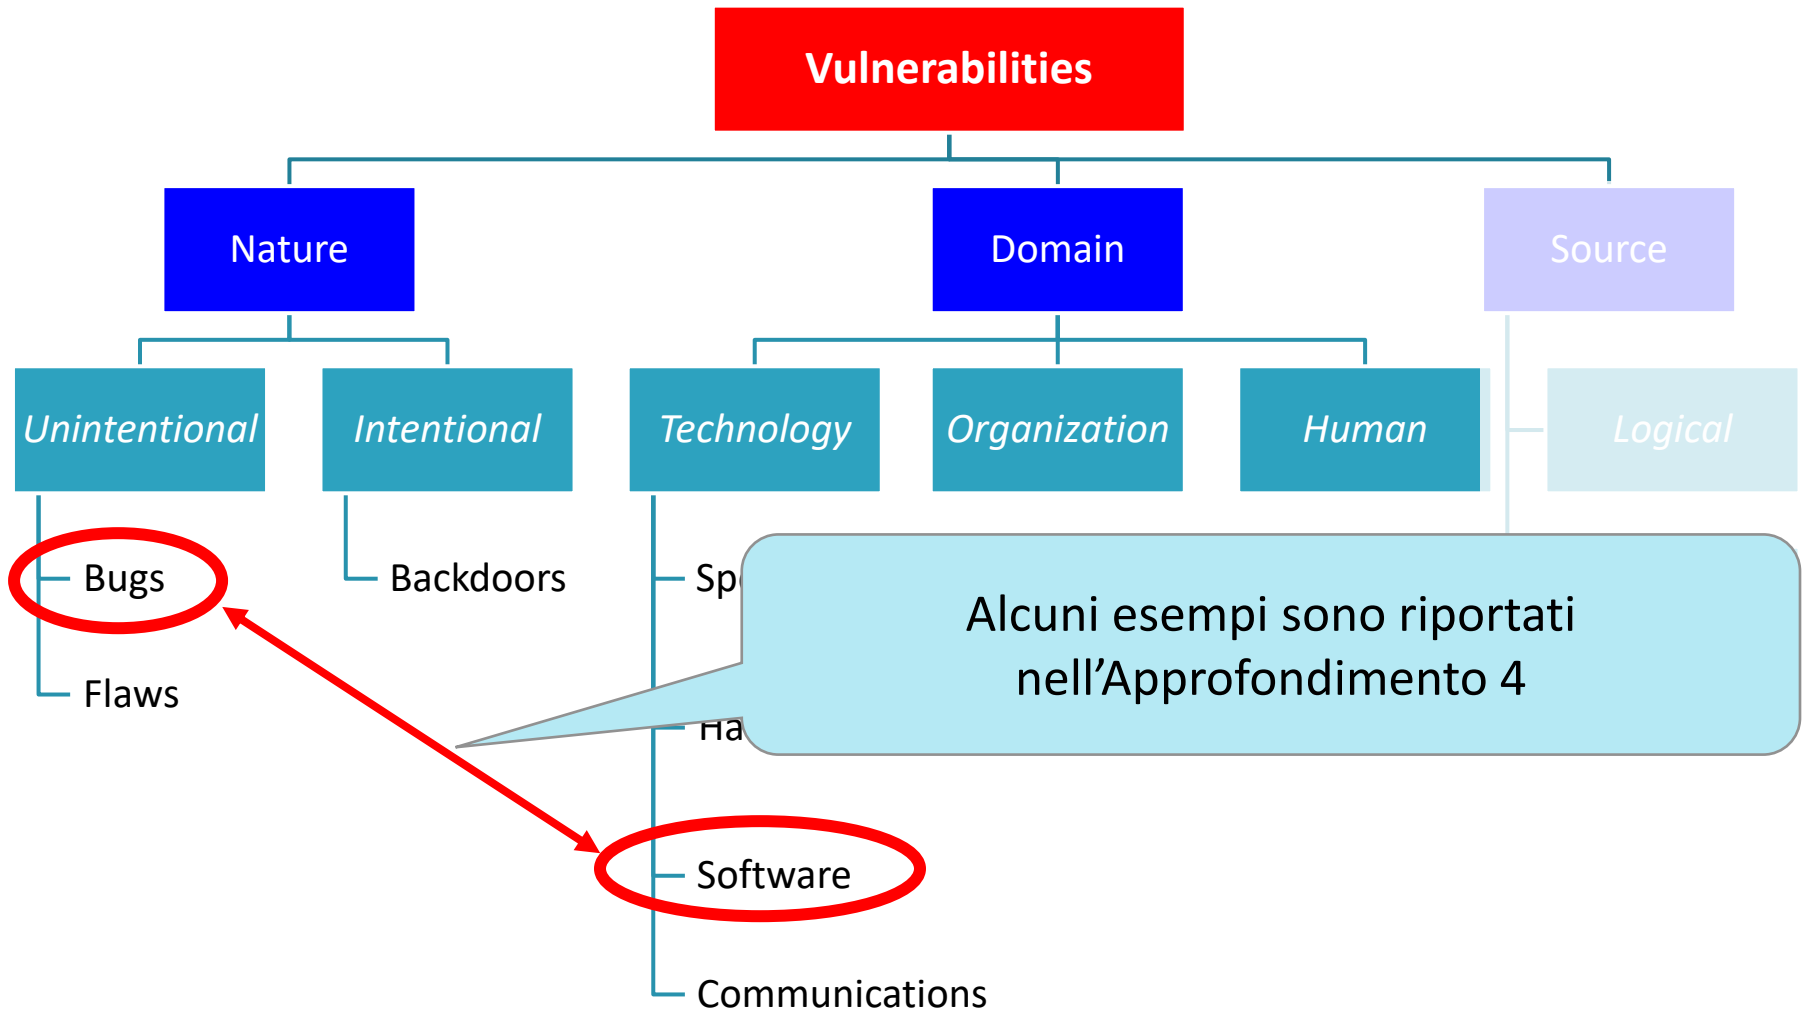 Vulnerabilities
Nature
Domain
Source
Unintentional
Intentional
Technology
Organization
Human
Logical
Bugs
Backdoors
Alcuni esempi sono riportati
nell'Approfondimento 4
Flaws
Software
Communications